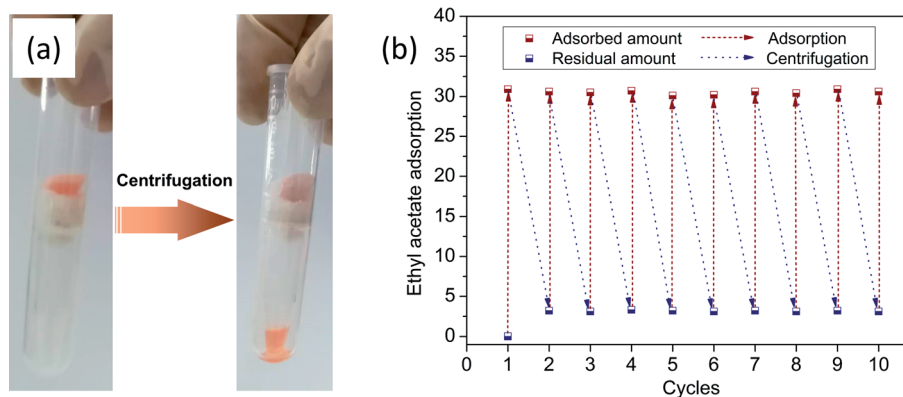 (a)
Centrifugation
(b)
Ethyl acetate adsorption
40
35
30
25
20
15
10
5
0
Adsorbed amount
Adsorption
Residual amount
Centrifugation
0 1 2 3 4 5 6 7 8 9 10
Cycles